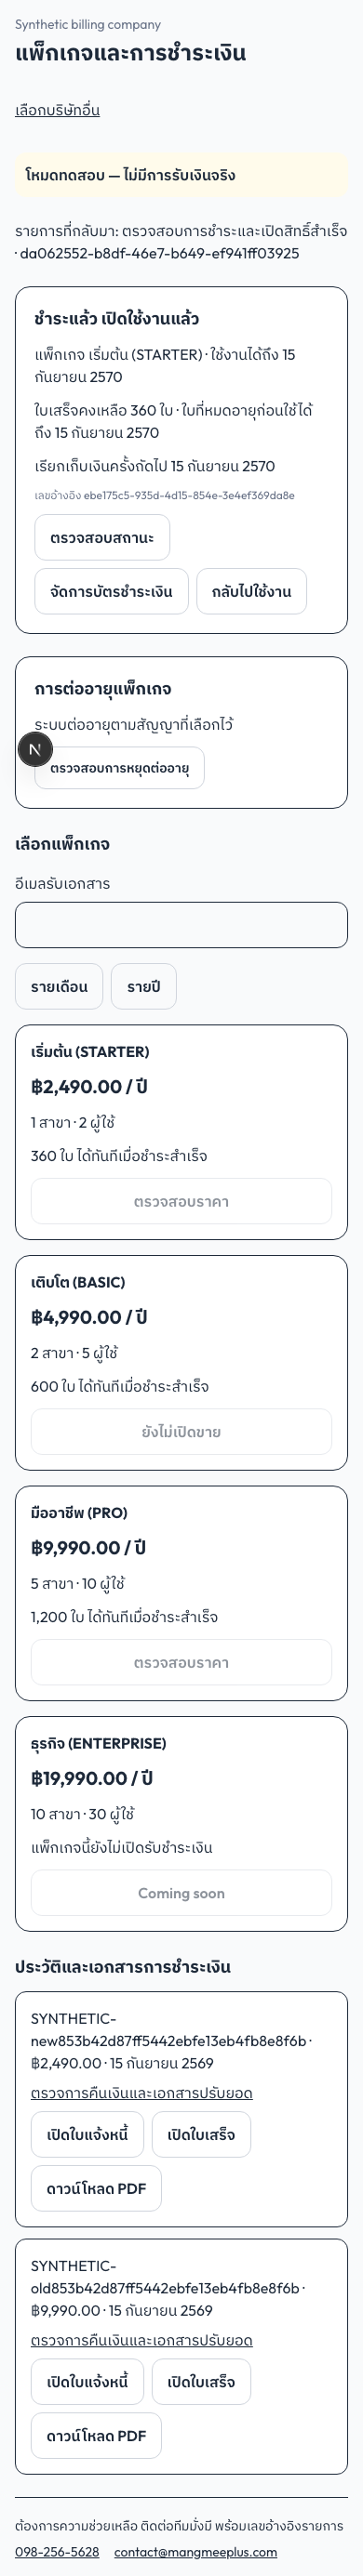 Synthetic billing company
แพ็กเกจและการชำระเงิน
เลือกบริษัทอื่น
โหมดทดสอบ — ไม่มีการรับเงินจริง
รายการที่กลับมา: ตรวจสอบการชำระและเปิดสิทธิ์สำเร็จ
· da062552-b8df-46e7-b649-ef941ff03925
ชำระแล้ว เปิดใช้งานแล้ว
แพ็กเกจ เริ่มต้น (STARTER) · ใช้งานได้ถึง 15
กันยายน 2570
ใบเสร็จคงเหลือ 360 ใบ · ใบที่หมดอายุก่อนใช้ได้
ถึง 15 กันยายน 2570
เรียกเก็บเงินครั้งถัดไป 15 กันยายน 2570
เลขอ้างอิง ebe175c5-935d-4d15-854e-3e4ef369da8e
ตรวจสอบสถานะ
จัดการบัตรชำระเงิน กลับไปใช้งาน
การต่ออายุแพ็กเกจ
ระบบต่ออายุตามสัญญาที่เลือกไว้
N
ตรวจสอบการหยุดต่ออายุ
เลือกแพ็กเกจ
อีเมลรับเอกสาร
รายเดือน รายปี
เริ่มต้น (STARTER)
฿2,490.00 / ปี
1 สาขา · 2 ผู้ใช้
360 ใบ ได้ทันทีเมื่อชำระสำเร็จ
ตรวจสอบราคา
เติบโต (BASIC)
฿4,990.00 / ปี
2 สาขา · 5 ผู้ใช้
600 ใบ ได้ทันทีเมื่อชำระสำเร็จ
ยังไม่เปิดขาย
มืออาชีพ (PRO)
฿9,990.00 / ปี
5 สาขา · 10 ผู้ใช้
1,200 ใบ ได้ทันทีเมื่อชำระสำเร็จ
ตรวจสอบราคา
ธุรกิจ (ENTERPRISE)
฿19,990.00 / ปี
10 สาขา · 30 ผู้ใช้
แพ็กเกจนี้ยังไม่เปิดรับชำระเงิน
Coming soon
ประวัติและเอกสารการชำระเงิน
SYNTHETIC-
new853b42d87ff5442ebfe13eb4fb8e8f6b ·
฿2,490.00 · 15 กันยายน 2569
ตรวจการคืนเงินและเอกสารปรับยอด
เปิดใบแจ้งหนี้ เปิดใบเสร็จ
ดาวน์โหลด PDF
SYNTHETIC-
old853b42d87ff5442ebfe13eb4fb8e8f6b ·
฿9,990.00 · 15 กันยายน 2569
ตรวจการคืนเงินและเอกสารปรับยอด
เปิดใบแจ้งหนี้ เปิดใบเสร็จ
ดาวน์โหลด PDF
ต้องการความช่วยเหลือ ติดต่อทีมมั่งมี พร้อมเลขอ้างอิงรายการ
098-256-5628 contact@mangmeeplus.com